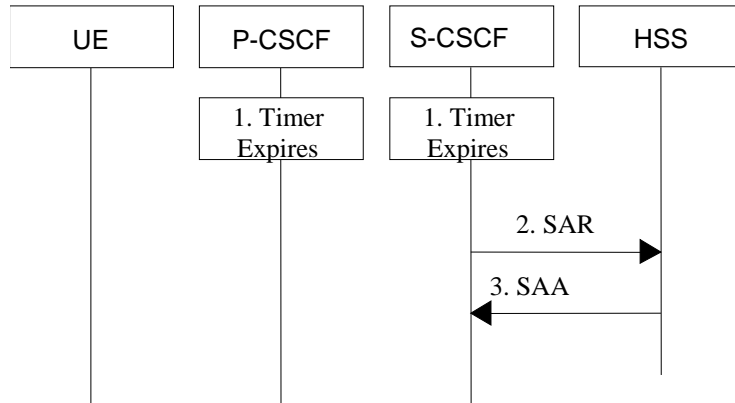 UE
P-CSCF
S-CSCF
HSS
1. Timer
Expires
1. Timer
Expires
2. SAR
3. SAA